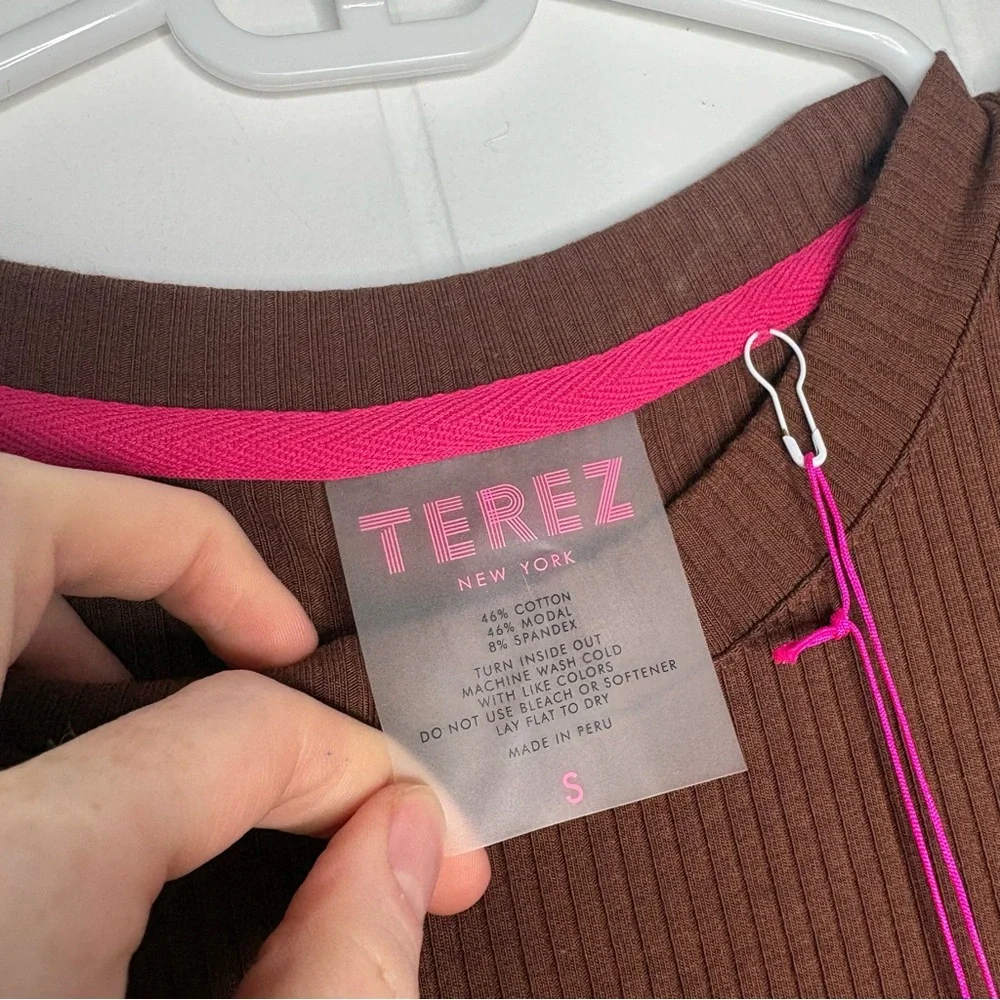 TEREZ
NEW YORK
46% COTTON
46% MODAL
8% SPANDEX
TURN INSIDE OUT
MACHINE WASH COLD
WITH LIKE COLORS
DO NOT USE BLEACH OR SOFTENER
LAY FLAT TO DRY
MADE IN PERU
S